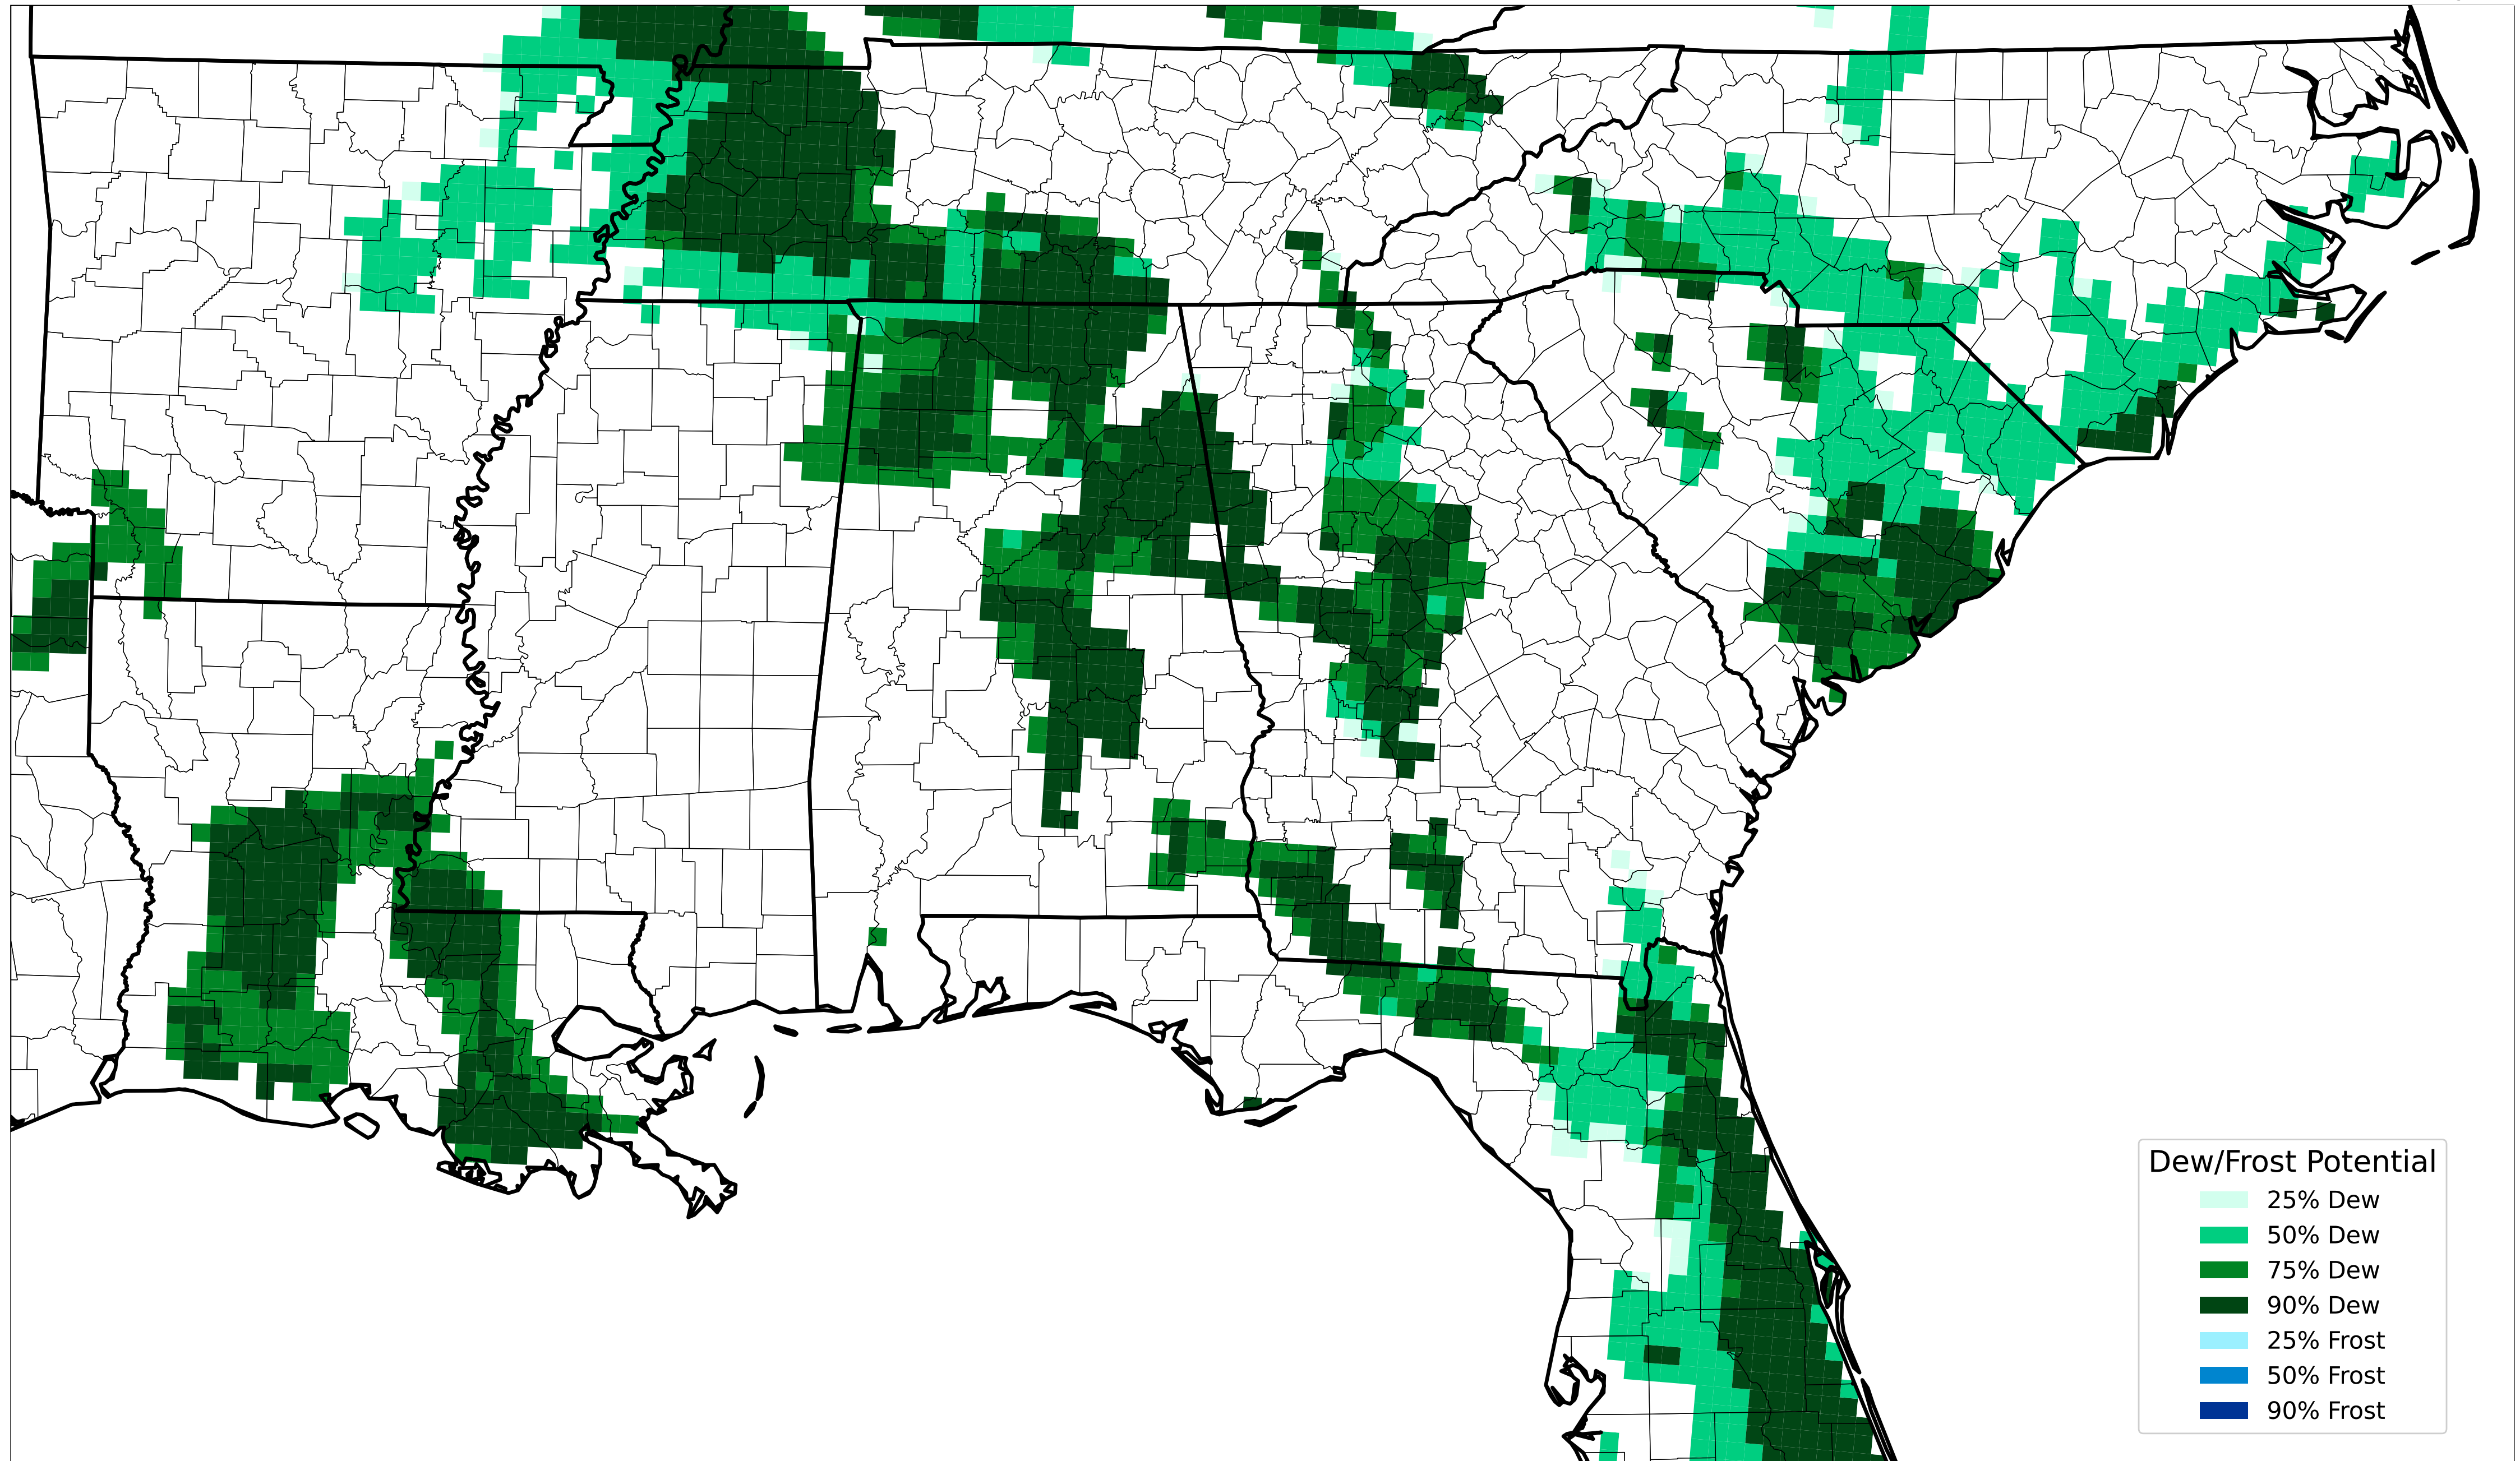 Dew/Frost Potential
25% Dew
50% Dew
75% Dew
90% Dew
25% Frost
50% Frost
90% Frost